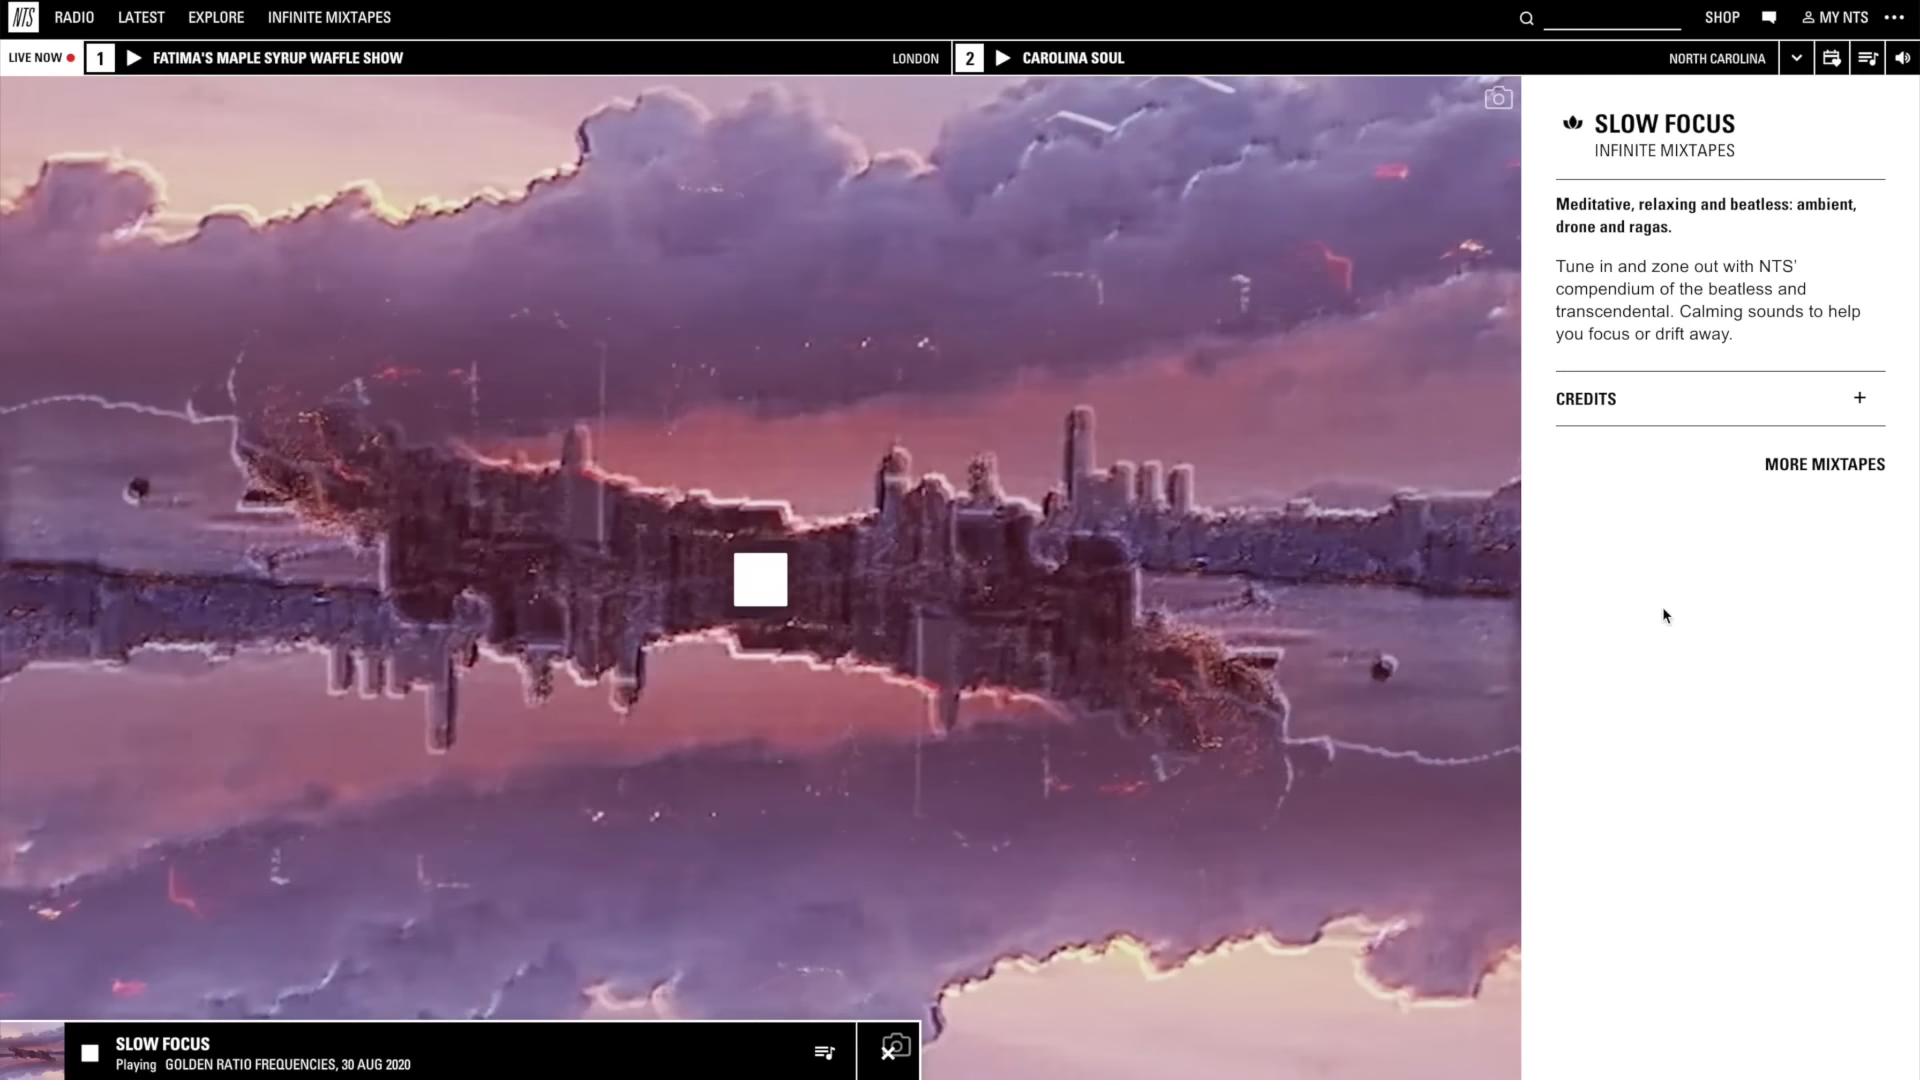 NTS
RADIO
LATEST
EXPLORE
INFINITE MIXTAPES
SHOP
MY NTS
LIVE NOW
1
FATIMA'S MAPLE SYRUP WAFFLE SHOW
LONDON
2
CAROLINA SOUL
NORTH CAROLINA
SLOW FOCUS
INFINITE MIXTAPES
Meditative, relaxing and beatless: ambient,
drone and ragas.
Tune in and zone out with NTS'
compendium of the beatless and
transcendental. Calming sounds to help
you focus or drift away.
CREDITS
+
MORE MIXTAPES
SLOW FOCUS
Playing GOLDEN RATIO FREQUENCIES, 30 AUG 2020